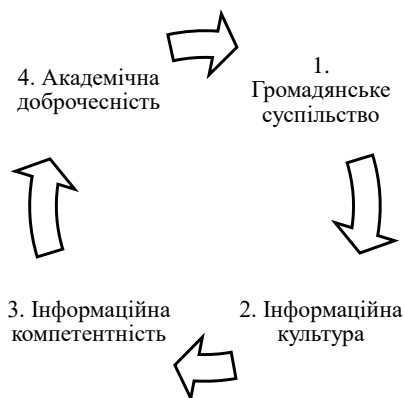 1.
Громадянське
суспільство
2. Інформаційна
культура
3. Інформаційна
компетентність
4. Академічна
доброчесність